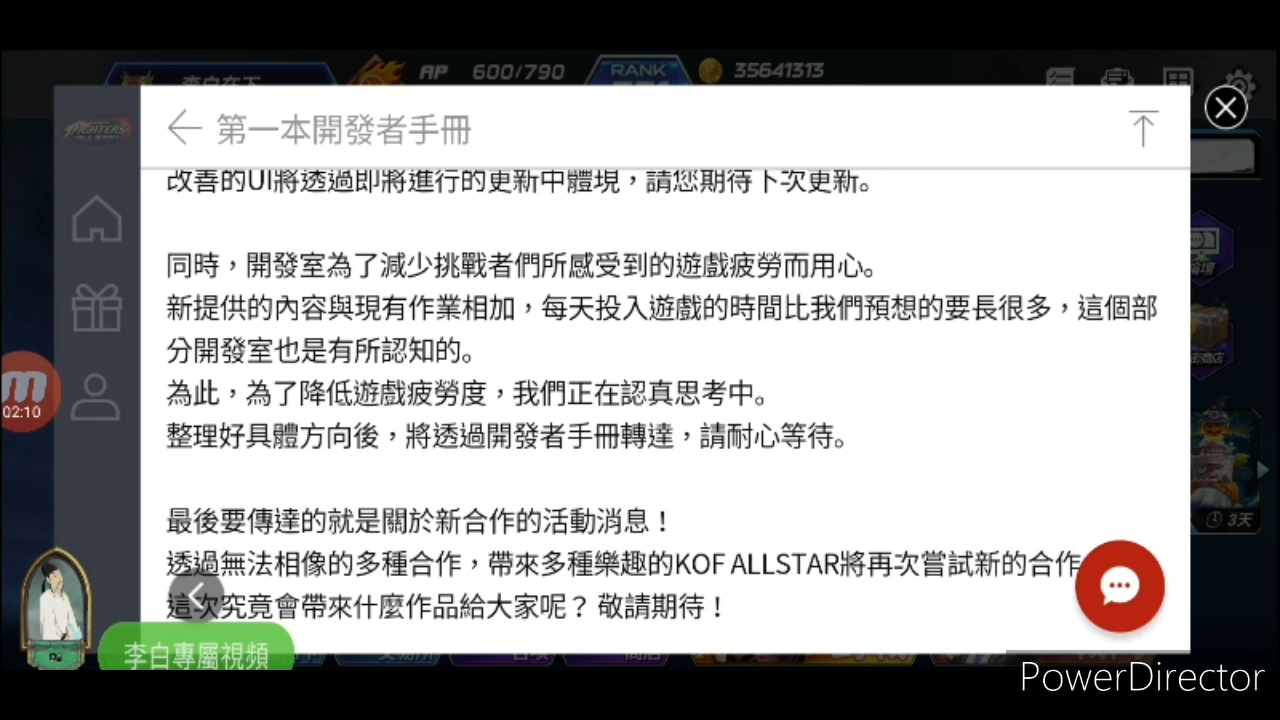 AP 600/790 RANK 35641313
FIGHTERS
第一本開發者手冊
改善的UI將透過即將進行的更新中體現，請您期待下次更新。
同時，開發室為了減少挑戰者們所感受到的遊戲疲勞而用心。
新提供的內容與現有作業相加，每天投入遊戲的時間比我們預想的要長很多，這個部
分開發室也是有所認知的。
為此，為了降低遊戲疲勞度，我們正在認真思考中。
整理好具體方向後，將透過開發者手冊轉達，請耐心等待。
最後要傳達的就是關於新合作的活動消息！
透過無法相像的多種合作，帶來多種樂趣的KOF ALLSTAR將再次嘗試新的合作
這次究竟會帶來什麼作品給大家呢？敬請期待！
02:10
3天
李白專屬視頻
PowerDirector